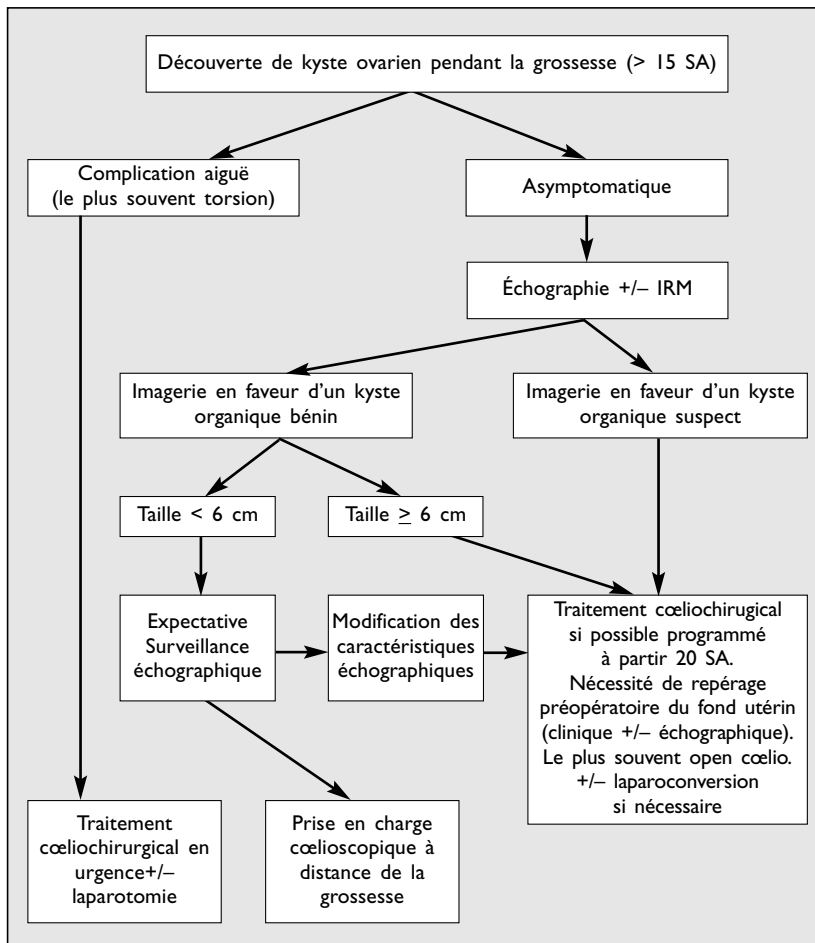 Découverte de kyste ovarien pendant la grossesse (> 15 SA)
Complication aiguë
(le plus souvent torsion)
Asymptomatique
Échographie +/– IRM
Imagerie en faveur d’un kyste
organique bénin
Imagerie en faveur d’un kyste
organique suspect
Taille < 6 cm
Taille ≥ 6 cm
Expectative
Surveillance
échographique
Modification des
caractéristiques
échographiques
Traitement cœliochirugical
si possible programmé
à partir 20 SA.
Nécessité de repérage
préopératoire du fond utérin
(clinique +/– échographique).
Le plus souvent open cœlio.
+/– laparoconversion
si nécessaire
Traitement
cœliochirurgical en
urgence+/–
laparotomie
Prise en charge
cœlioscopique à
distance de la
grossesse